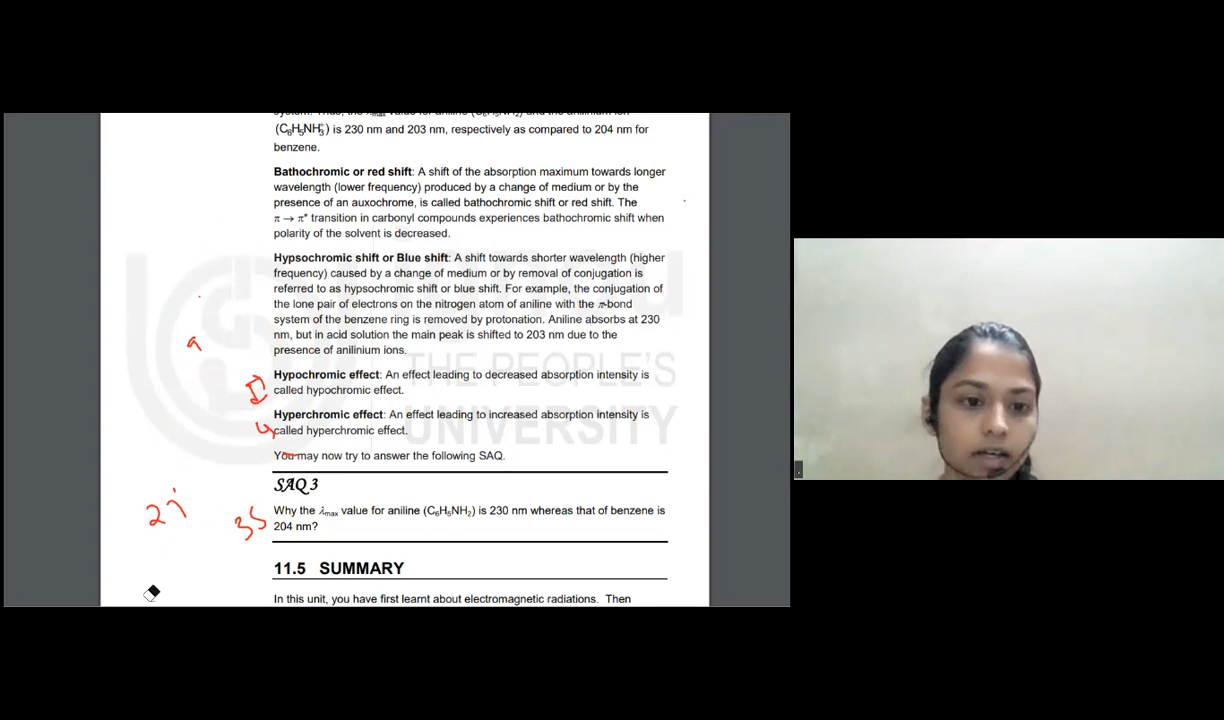 (C₆H₅NH₃⁺) is 230 nm and 203 nm, respectively as compared to 204 nm for
benzene.
Bathochromic or red shift: A shift of the absorption maximum towards longer
wavelength (lower frequency) produced by a change of medium or by the
presence of an auxochrome, is called bathochromic shift or red shift. The
π → π* transition in carbonyl compounds experiences bathochromic shift when
polarity of the solvent is decreased.
Hypsochromic shift or Blue shift: A shift towards shorter wavelength (higher
frequency) caused by a change of medium or by removal of conjugation is
referred to as hypsochromic shift or blue shift. For example, the conjugation of
the lone pair of electrons on the nitrogen atom of aniline with the π-bond
system of the benzene ring is removed by protonation. Aniline absorbs at 230
nm, but in acid solution the main peak is shifted to 203 nm due to the
presence of anilinium ions.
THE PEOPLE'S
UNIVERSITY
Hypochromic effect: An effect leading to decreased absorption intensity is
called hypochromic effect.
Hyperchromic effect: An effect leading to increased absorption intensity is
called hyperchromic effect.
You may now try to answer the following SAQ.
SAQ 3
Why the λmax value for aniline (C₆H₅NH₂) is 230 nm whereas that of benzene is
204 nm?
35
11.5 SUMMARY
In this unit, you have first learnt about electromagnetic radiations. Then